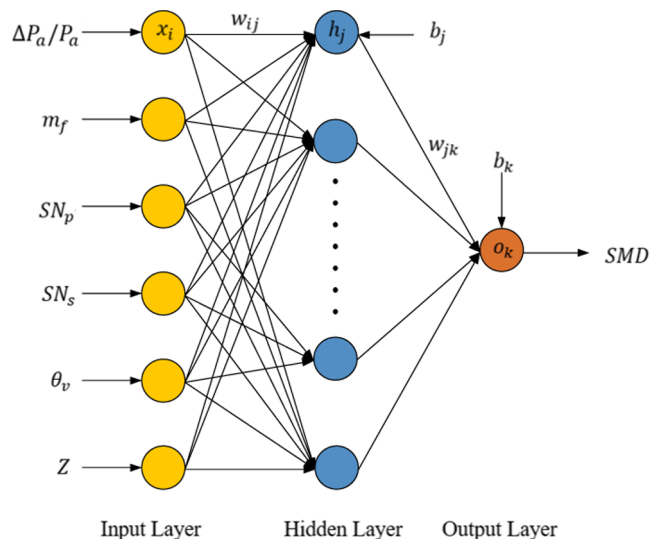 ΔP_a/P_a
x_i
w_ij
h_j
b_j
m_f
w_jk
b_k
SN_p
o_k
SMD
SN_s
θ_v
Z
Input Layer
Hidden Layer
Output Layer